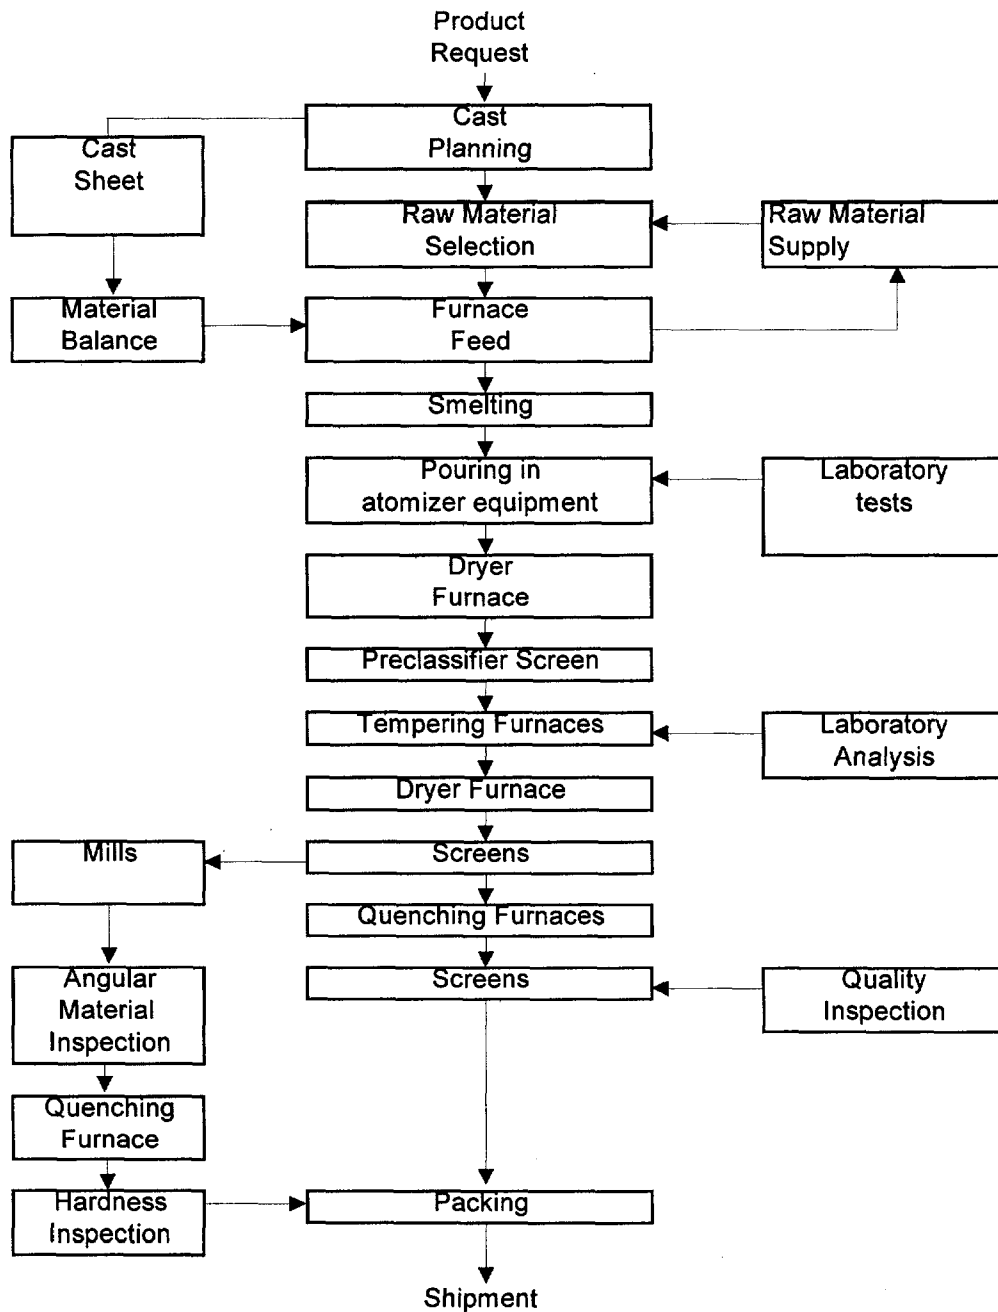 Product
Request
Cast
Planning
Cast
Sheet
Raw Material
Selection
Raw Material
Supply
Material
Balance
Furnace
Feed
Smelting
Pouring in
atomizer equipment
Laboratory
tests
Dryer
Furnace
Preclassifier Screen
Tempering Furnaces
Laboratory
Analysis
Dryer Furnace
Mills
Screens
Quenching Furnaces
Angular
Material
Inspection
Screens
Quality
Inspection
Quenching
Furnace
Hardness
Inspection
Packing
Shipment